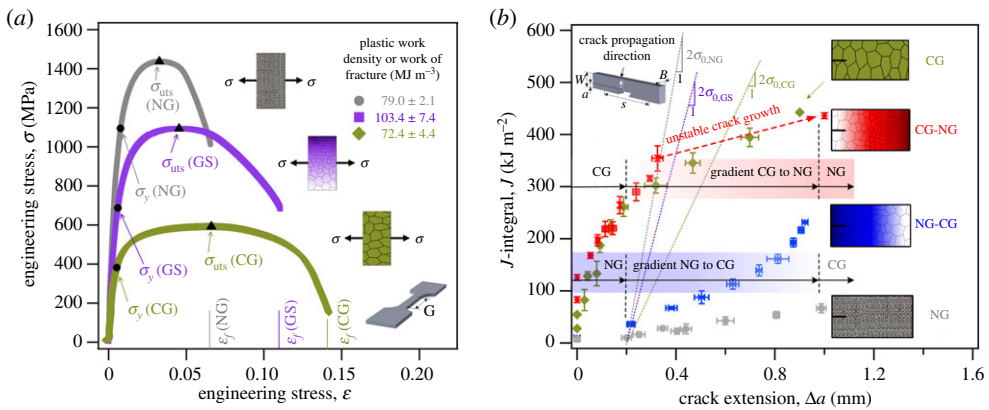 (a)
1600
1400
1200
1000
800
600
400
200
0
engineering stress, σ (MPa)
0
0.05
0.10
0.15
0.20
engineering stress, ε
σuts
(NG)
σy (NG)
σuts (GS)
σy (GS)
σuts (CG)
σy (CG)
σ
σ
σ
σ
σ
σ
plastic work
density or work of
fracture (MJ m⁻³)
79.0 ± 2.1
103.4 ± 7.4
72.4 ± 4.4
εf (NG)
εf (GS)
εf (CG)
G
(b)
600
500
400
300
200
100
0
J-integral, J (kJ m⁻²)
0
0.4
0.8
1.2
1.6
crack extension, Δa (mm)
crack propagation
direction
W
a
s
B
1
2σ0,NG
1
2σ0,GS
1
2σ0,CG
unstable crack growth
CG
gradient CG to NG
NG
NG
gradient NG to CG
CG
CG
CG-NG
NG-CG
NG